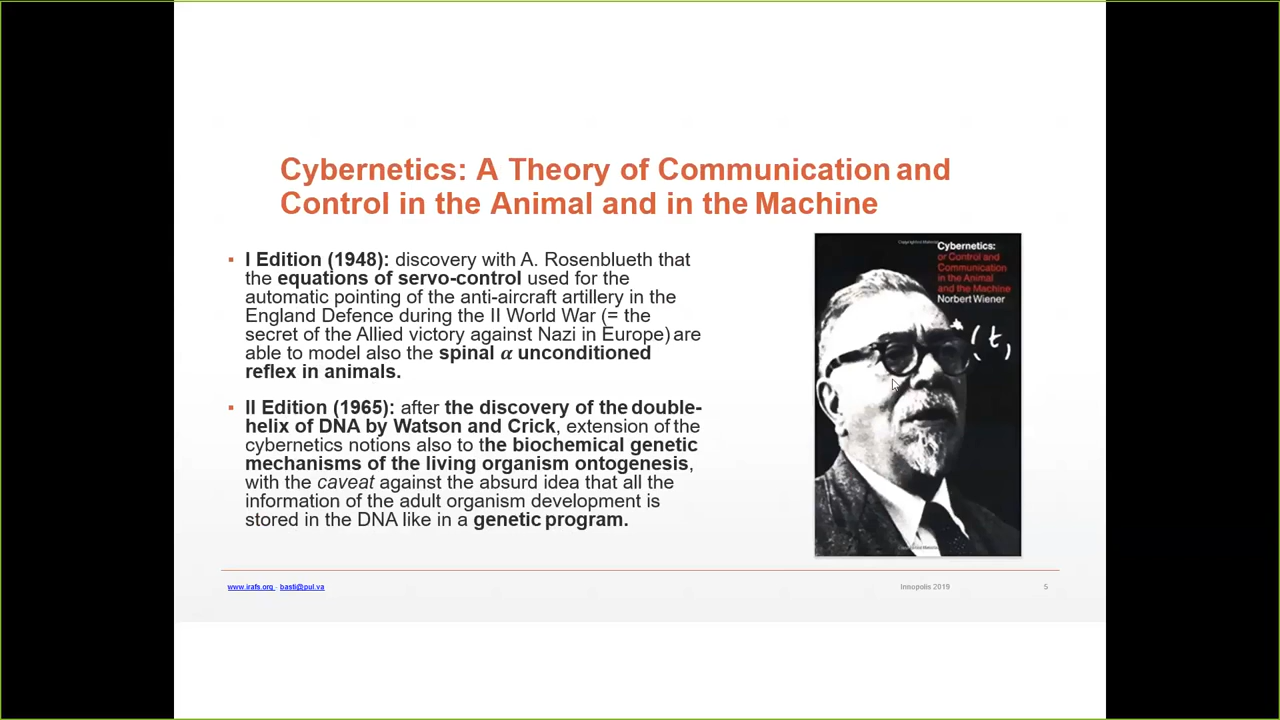 Cybernetics: A Theory of Communication and
Control in the Animal and in the Machine
▪ I Edition (1948): discovery with A. Rosenblueth that
the equations of servo-control used for the
automatic pointing of the anti-aircraft artillery in the
England Defence during the II World War (= the
secret of the Allied victory against Nazi in Europe) are
able to model also the spinal α unconditioned
reflex in animals.
▪ II Edition (1965): after the discovery of the double-
helix of DNA by Watson and Crick, extension of the
cybernetics notions also to the biochemical genetic
mechanisms of the living organism ontogenesis,
with the caveat against the absurd idea that all the
information of the adult organism development is
stored in the DNA like in a genetic program.
Copyrighted Material
Cybernetics:
or Control and
Communication
in the Animal
and the Machine
Norbert Wiener
(t,
Copyrighted Material
www.irafs.org - basti@pul.va
Innopolis 2019
5